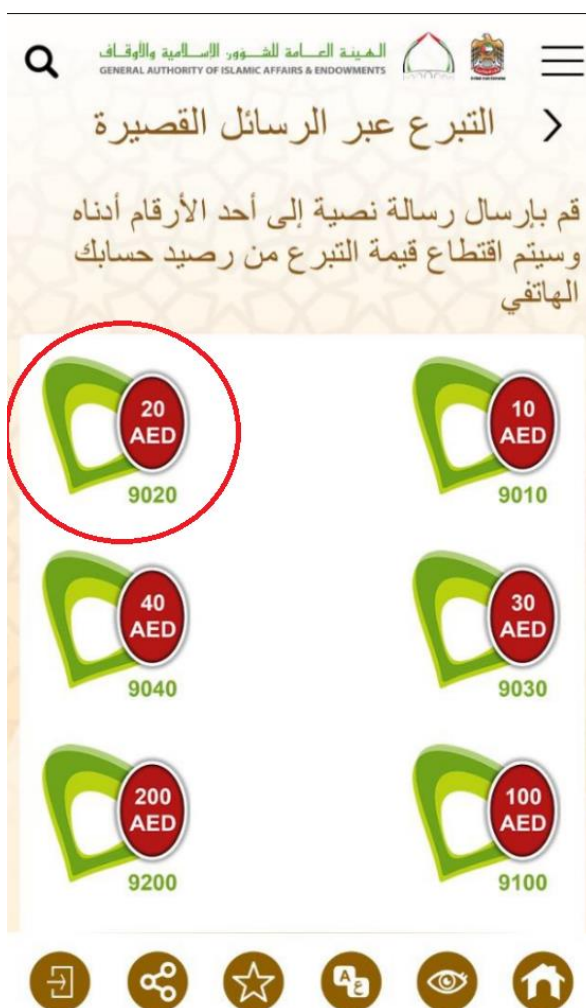 الهيئة العامة للشؤون الإسلامية والأوقاف
GENERAL AUTHORITY OF ISLAMIC AFFAIRS & ENDOWMENTS
التبرع عبر الرسائل القصيرة
قم بإرسال رسالة نصية إلى أحد الأرقام أدناه
وسيتم اقتطاع قيمة التبرع من رصيد حسابك
الهاتفي
10
AED
9010
20
AED
9020
30
AED
9030
40
AED
9040
100
AED
9100
200
AED
9200
A
ع